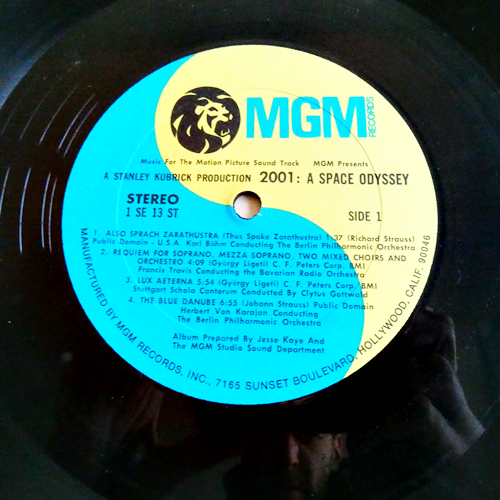 MGM
RECORDS
Music For The Motion Picture Sound Track MGM Presents
A STANLEY KUBRICK PRODUCTION 2001: A SPACE ODYSSEY
STEREO
1 SE 13 ST
SIDE 1
1. ALSO SPRACH ZARATHUSTRA (Thus Spoke Zarathustra) 1:37 (Richard Strauss)
Public Domain - U.S.A. Karl Böhm Conducting The Berlin Philharmonic Orchestra
2. REQUIEM FOR SOPRANO, MEZZA SOPRANO, TWO MIXED CHOIRS AND
ORCHESTRA 4:09 (György Ligeti) C. F. Peters Corp. BMI
Francis Travis Conducting the Bavarian Radio Orchestra
3. LUX AETERNA 5:54 (György Ligeti) C. F. Peters Corp., BMI
Stuttgart Schola Cantorum Conducted By Clytus Gottwald
4. THE BLUE DANUBE 6:55 (Johann Strauss) Public Domain
Herbert Von Karajan Conducting
The Berlin Philharmonic Orchestra
Album Prepared By Jesse Kaye And
The MGM Studio Sound Department
MANUFACTURED BY MGM RECORDS, INC., 7165 SUNSET BOULEVARD, HOLLYWOOD, CALIF. 90046